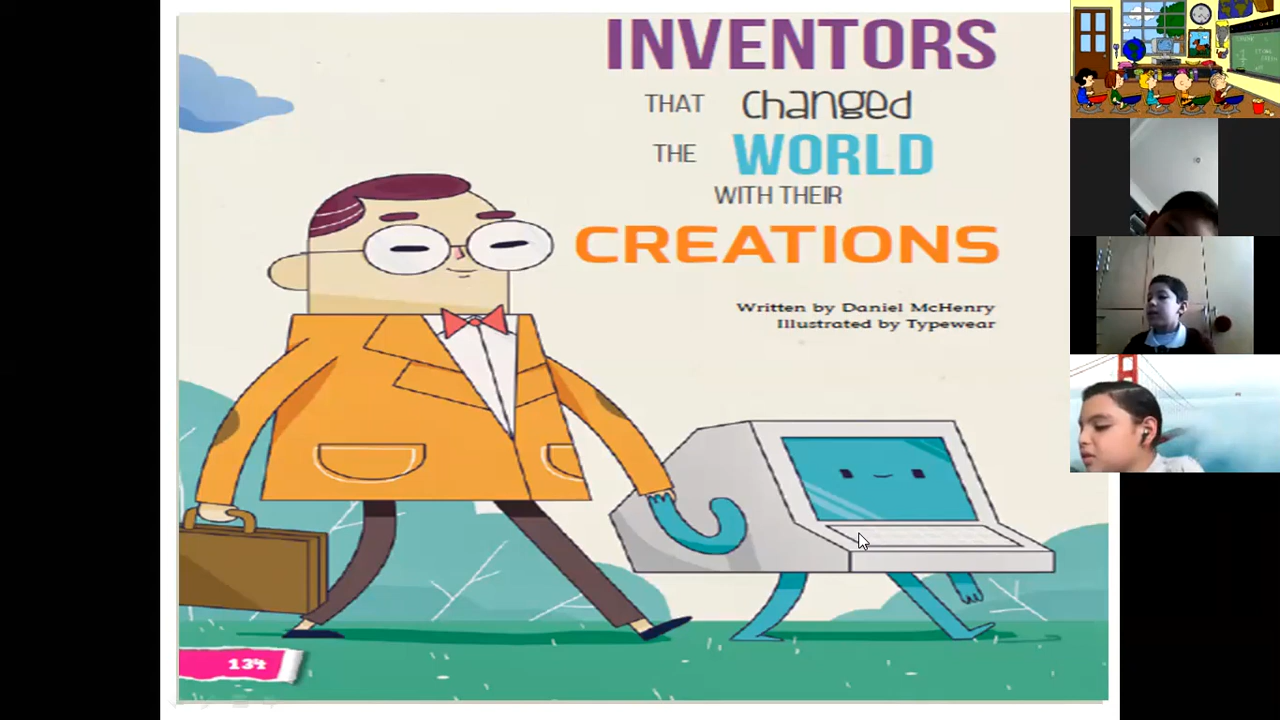 INVENTORS
THAT changed
THE WORLD
WITH THEIR
CREATIONS
Written by Daniel McHenry
Illustrated by Typewear
134